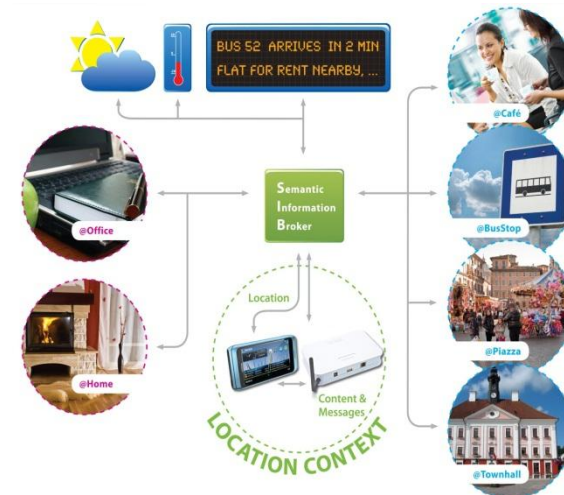 BUS 52 ARRIVES IN 2 MIN
FLAT FOR RENT NEARBY, ...
@Café
@Office
Semantic
Information
Broker
@BusStop
Location
@Piazza
@Home
Content &
Messages
LOCATION CONTEXT
@Townhall